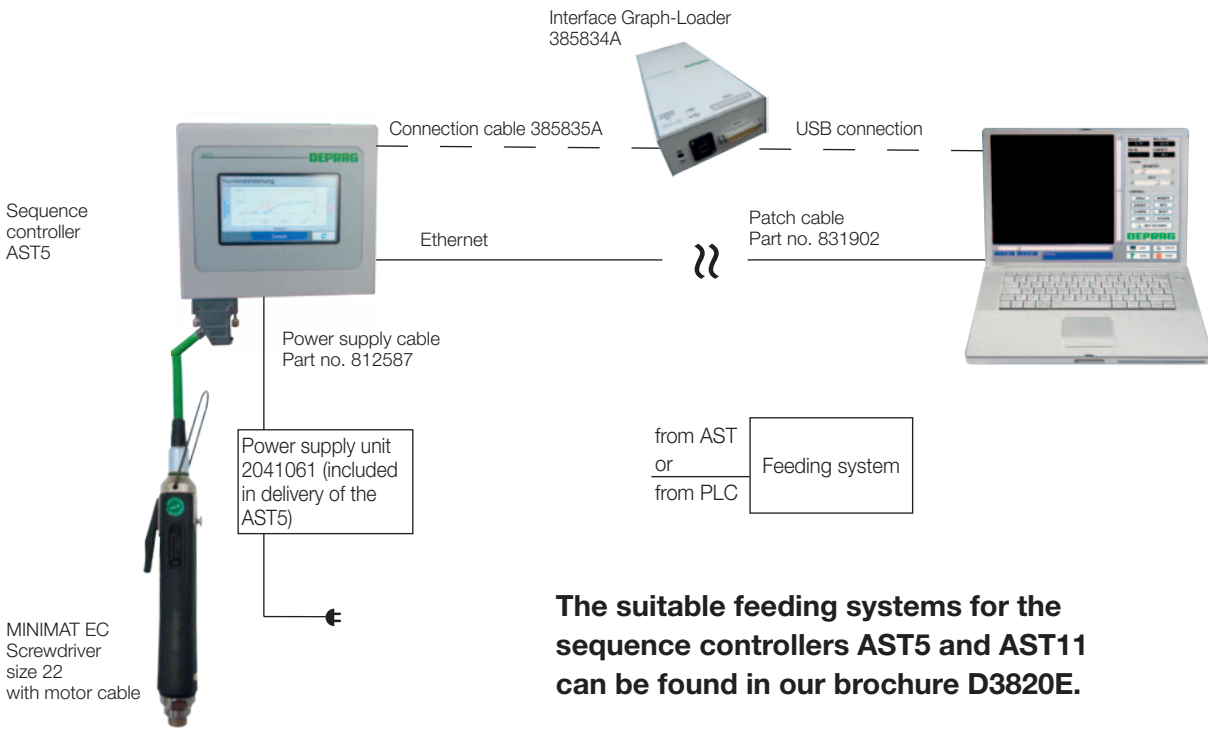 Interface Graph-Loader
385834A
Connection cable 385835A
USB connection
DEPRAG
Sequence
controller
AST5
Ethernet
Patch cable
Part no. 831902
DEPRAG
Power supply cable
Part no. 812587
Power supply unit
2041061 (included
in delivery of the
AST5)
from AST
or
from PLC
Feeding system
MINIMAT EC
Screwdriver
size 22
with motor cable
The suitable feeding systems for the
sequence controllers AST5 and AST11
can be found in our brochure D3820E.